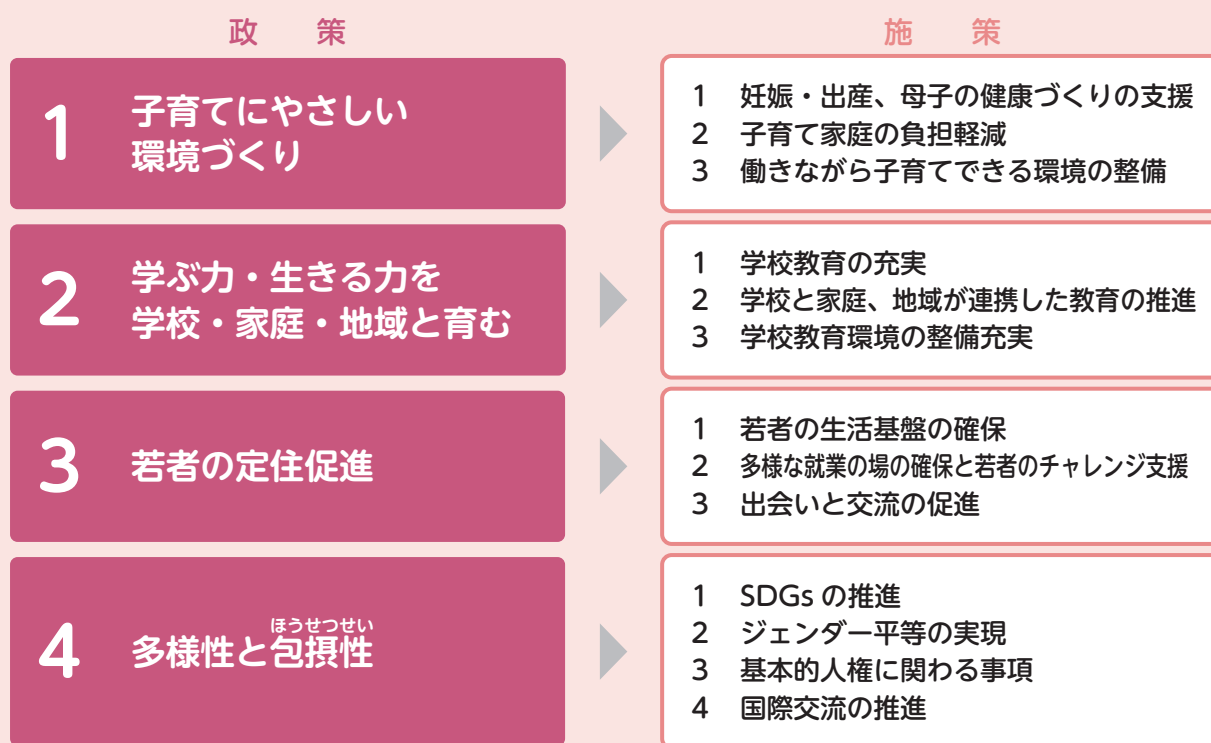 政　策
施　策
1
子育てにやさしい
環境づくり
1　妊娠・出産、母子の健康づくりの支援
2　子育て家庭の負担軽減
3　働きながら子育てできる環境の整備
2
学ぶ力・生きる力を
学校・家庭・地域と育む
1　学校教育の充実
2　学校と家庭、地域が連携した教育の推進
3　学校教育環境の整備充実
3
若者の定住促進
1　若者の生活基盤の確保
2　多様な就業の場の確保と若者のチャレンジ支援
3　出会いと交流の促進
4
ほうせつせい
多様性と包摂性
1　SDGs の推進
2　ジェンダー平等の実現
3　基本的人権に関わる事項
4　国際交流の推進